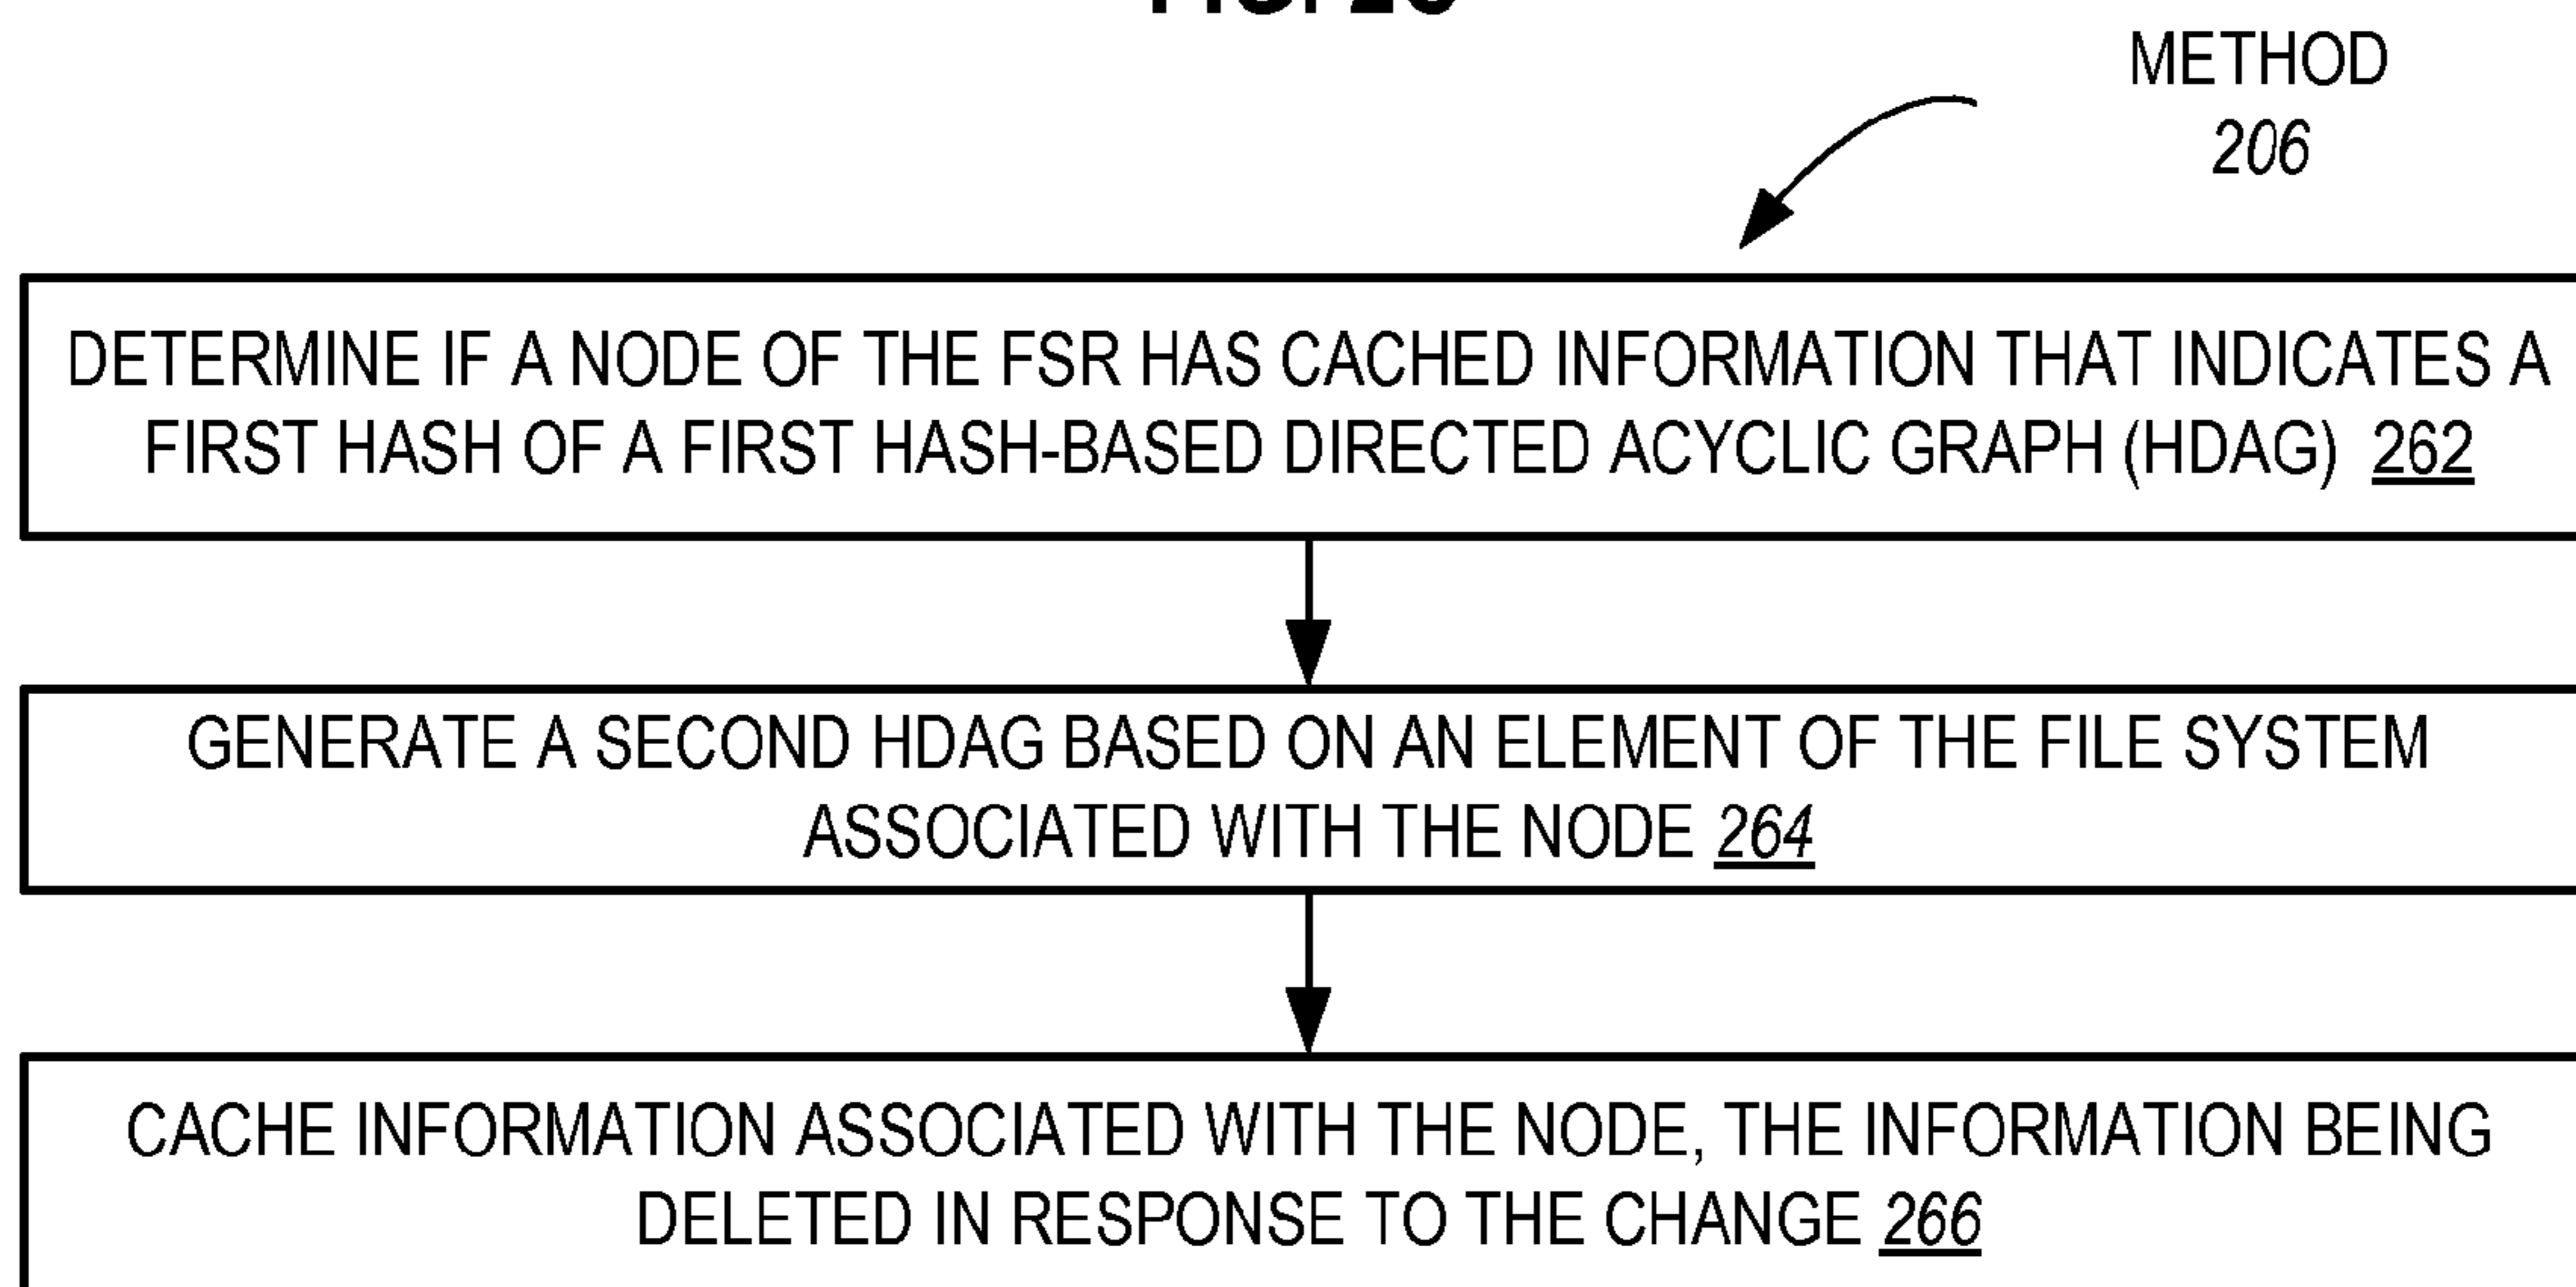 METHOD
206
DETERMINE IF A NODE OF THE FSR HAS CACHED INFORMATION THAT INDICATES A
FIRST HASH OF A FIRST HASH-BASED DIRECTED ACYCLIC GRAPH (HDAG) 262
GENERATE A SECOND HDAG BASED ON AN ELEMENT OF THE FILE SYSTEM
ASSOCIATED WITH THE NODE 264
CACHE INFORMATION ASSOCIATED WITH THE NODE, THE INFORMATION BEING
DELETED IN RESPONSE TO THE CHANGE 266